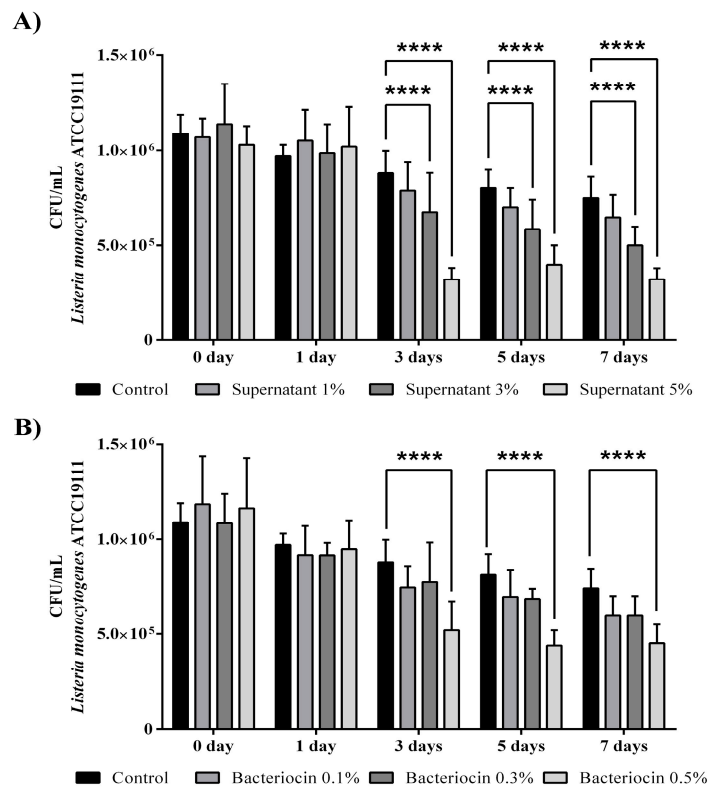 A)
1.5×10⁶
1.0×10⁶
5.0×10⁵
0
CFU/mL
Listeria monocytogenes ATCC19111
**** **** ****
**** **** ****
0 day 1 day 3 days 5 days 7 days
Control Supernatant 1% Supernatant 3% Supernatant 5%
B)
1.5×10⁶
1.0×10⁶
5.0×10⁵
0
CFU/mL
Listeria monocytogenes ATCC19111
**** **** ****
0 day 1 day 3 days 5 days 7 days
Control Bacteriocin 0.1% Bacteriocin 0.3% Bacteriocin 0.5%